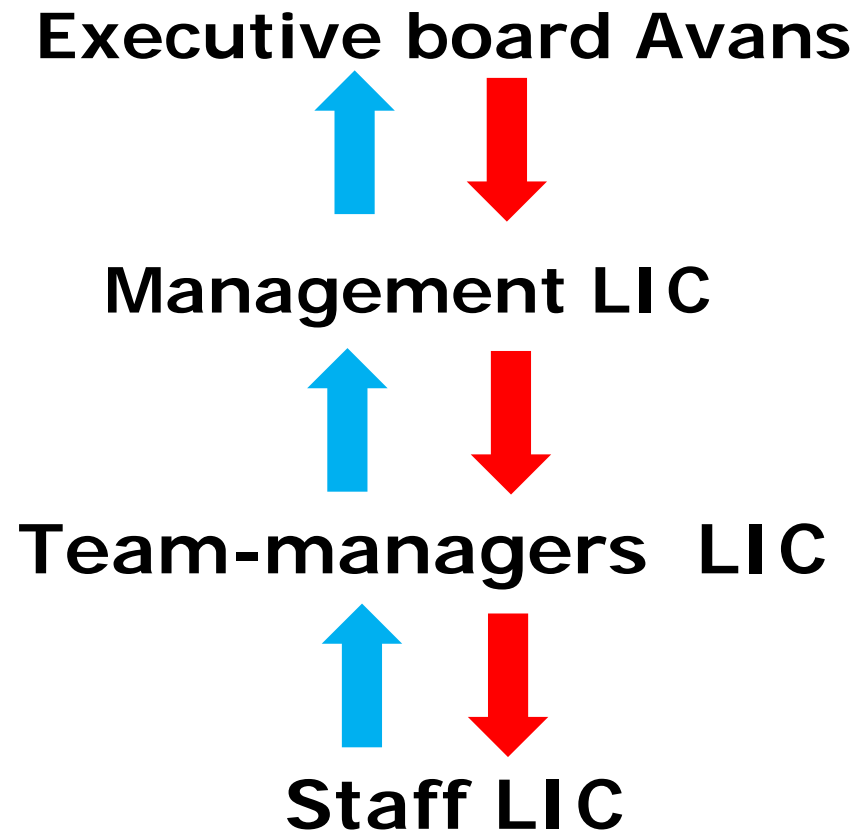 Executive board Avans
Management LIC
Team-managers LIC
Staff LIC